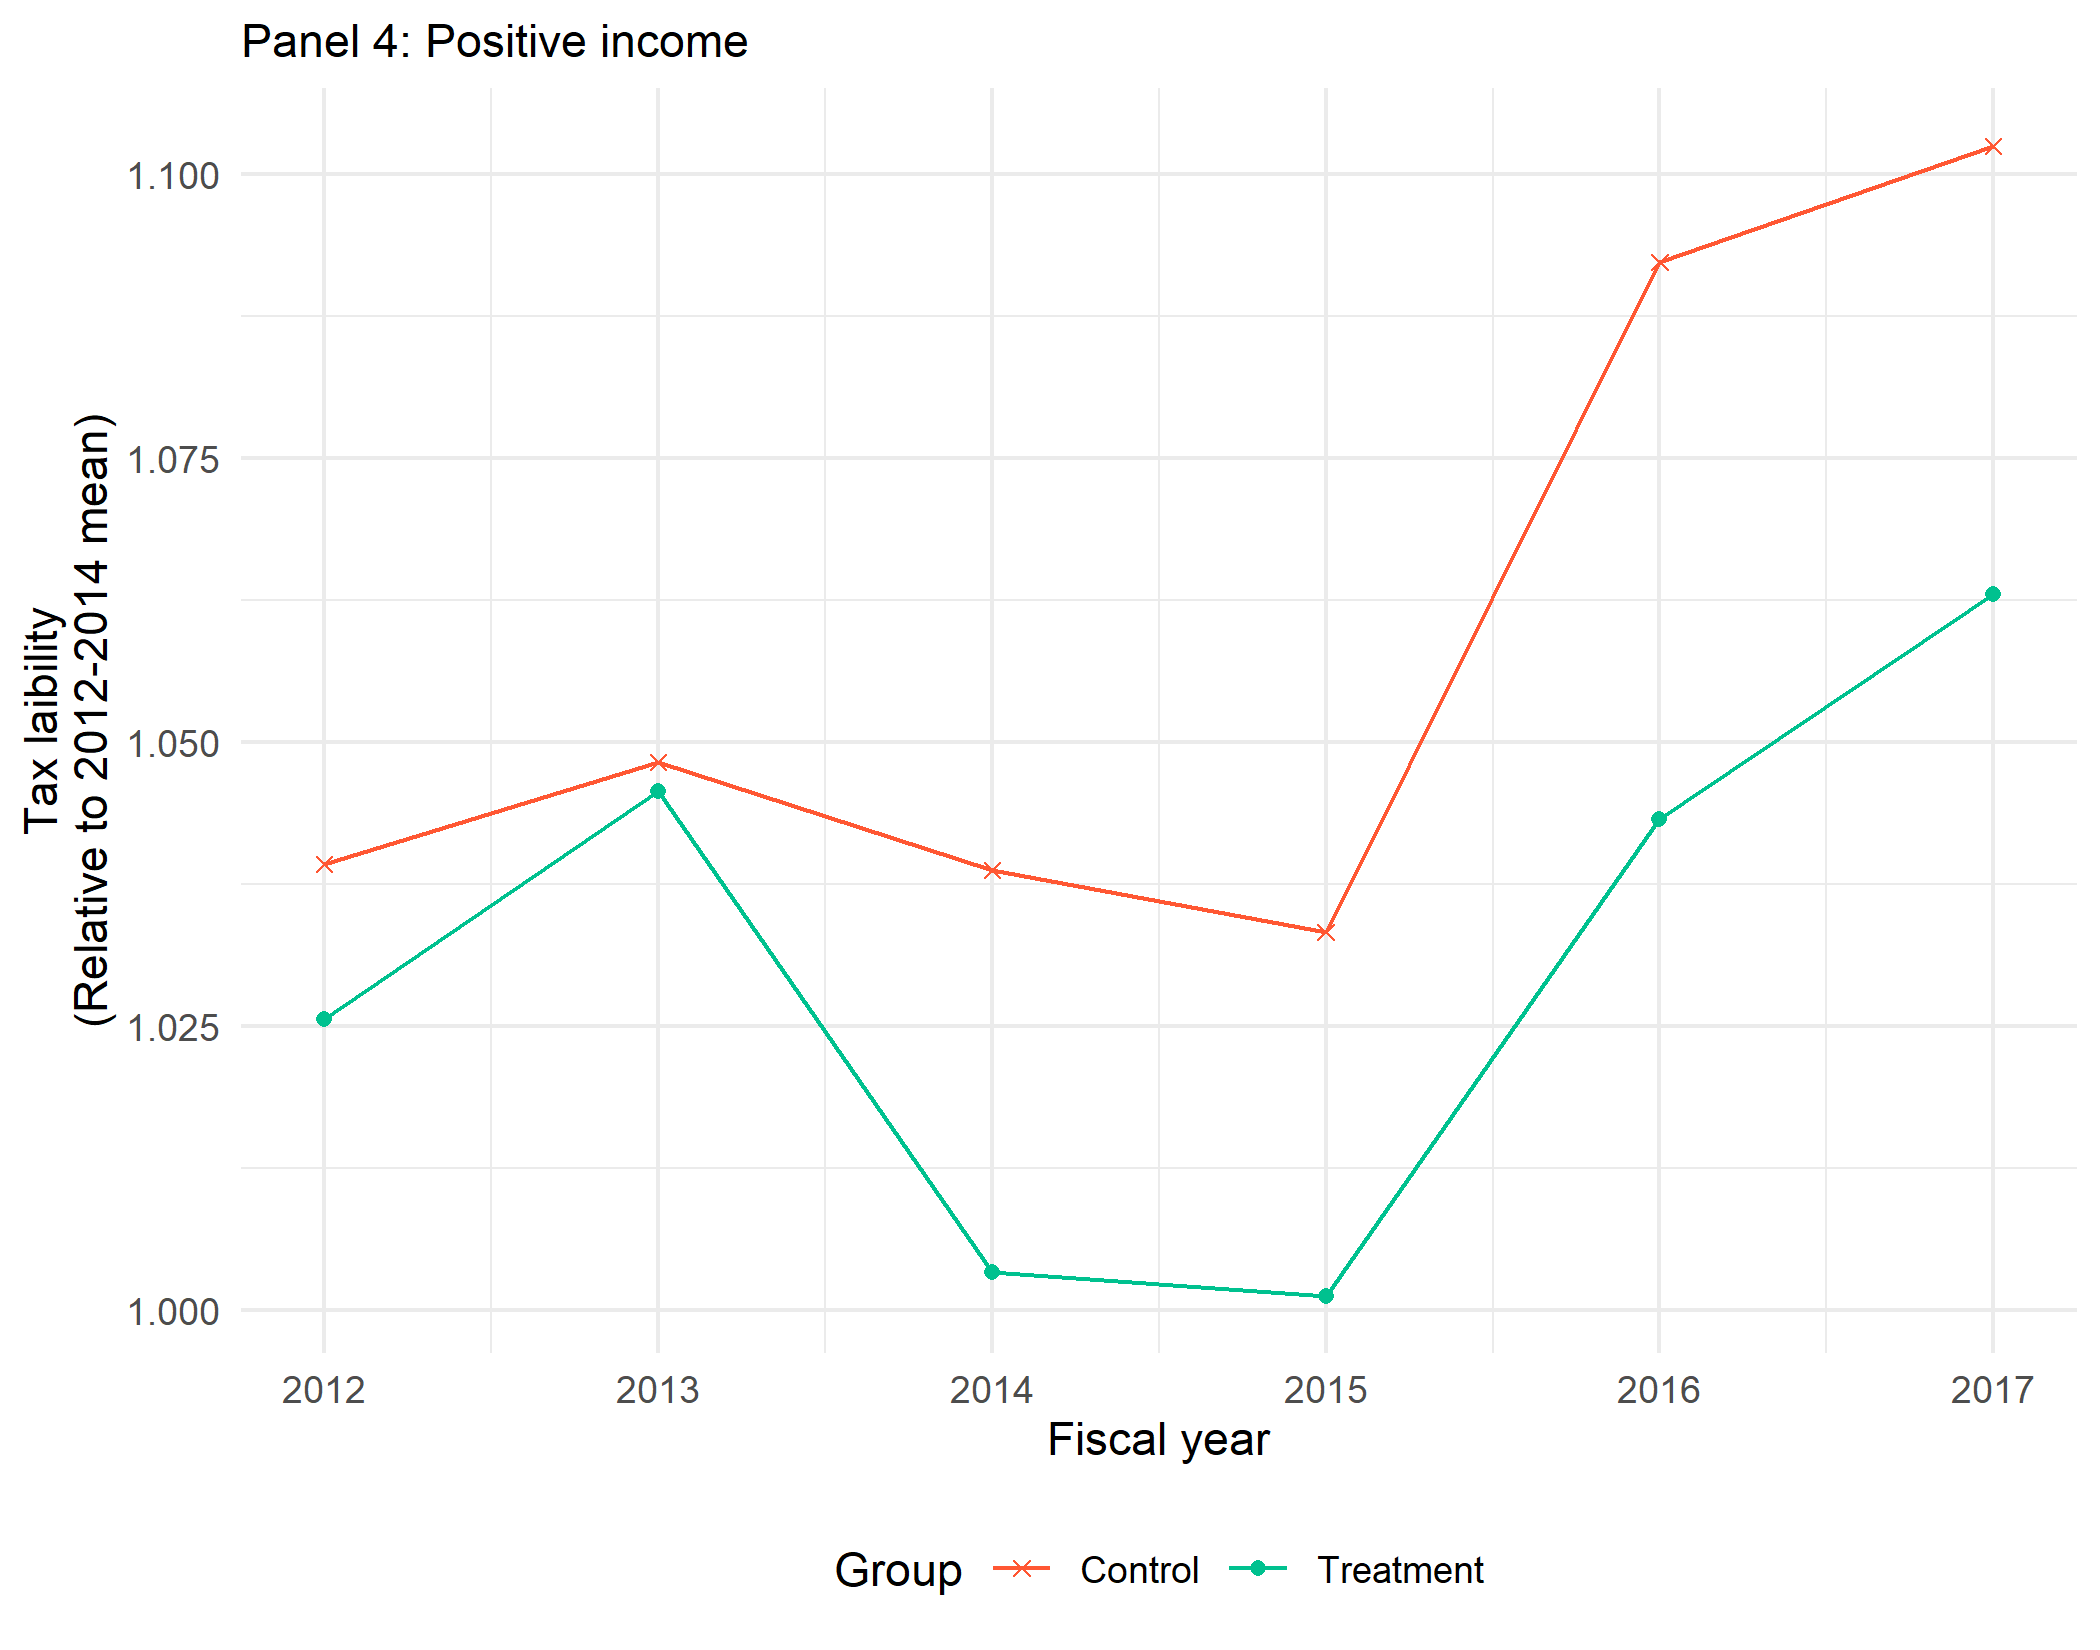 Panel 4: Positive income
Tax laibility
(Relative to 2012-2014 mean)
1.100
1.075
1.050
1.025
1.000
2012 2013 2014 2015 2016 2017
Fiscal year
Group Control Treatment